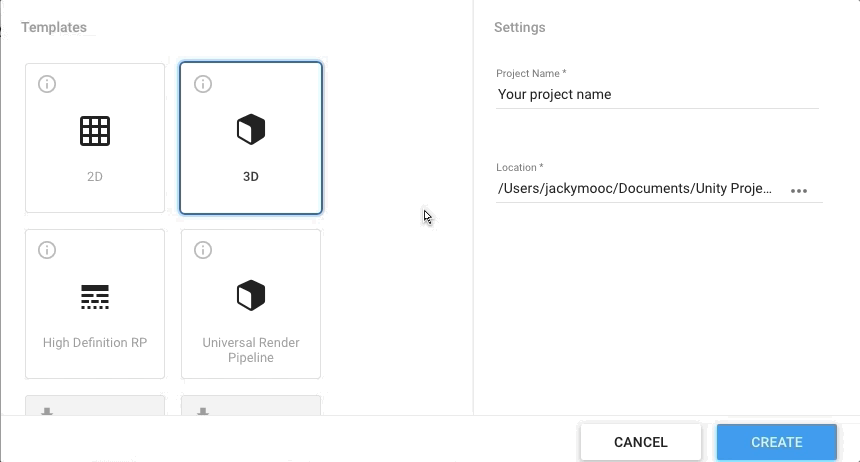 Templates
2D
3D
High Definition RP
Universal Render
Pipeline
Settings
Project Name *
Your project name
Location *
/Users/jackymooc/Documents/Unity Proje...
CANCEL
CREATE